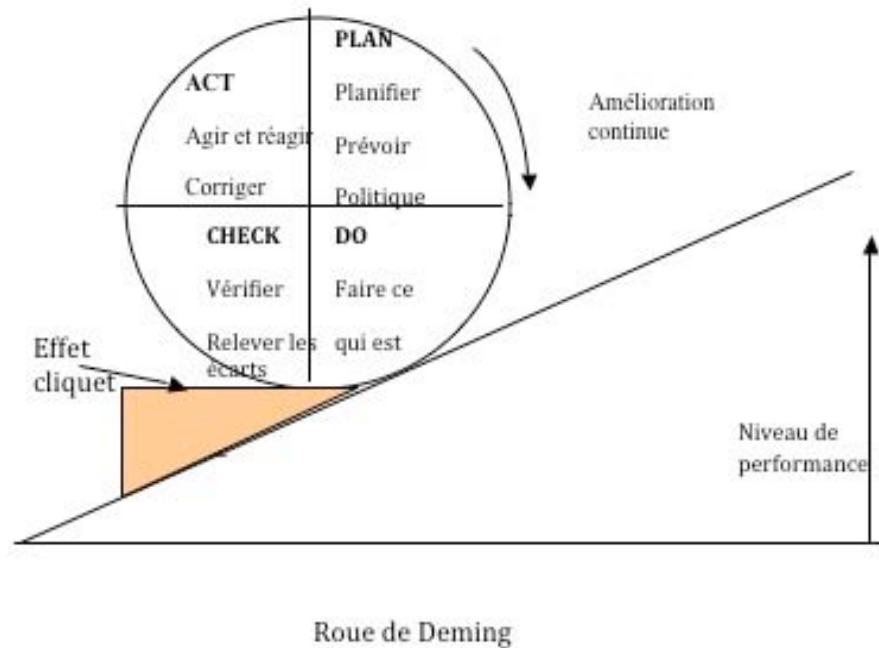 PLAN
Planifier
Prévoir
Politique
ACT
Agir et réagir
Corriger
CHECK
Vérifier
Relever les
écarts
DO
Faire ce
qui est
Amélioration
continue
Effet
cliquet
Niveau de
performance
Roue de Deming